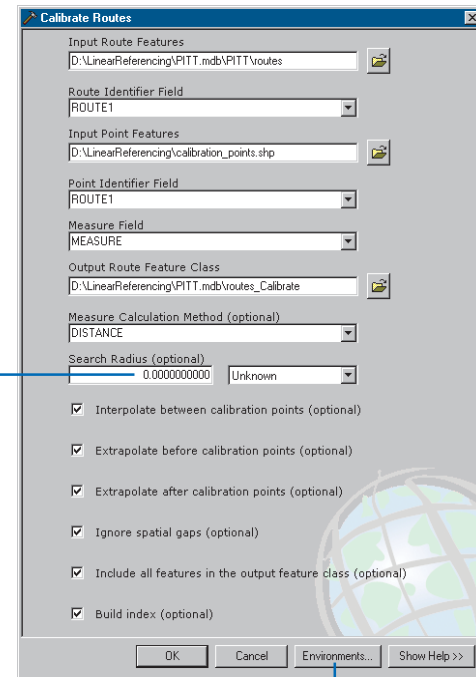 Calibrate Routes
Input Route Features
D:\LinearReferencing\PITT.mdb\PITT\routes
Route Identifier Field
ROUTE1
Input Point Features
D:\LinearReferencing\calibration_points.shp
Point Identifier Field
ROUTE1
Measure Field
MEASURE
Output Route Feature Class
D:\LinearReferencing\PITT.mdb\routes_Calibrate
Measure Calculation Method (optional)
DISTANCE
Search Radius (optional)
0.0000000000 Unknown
Interpolate between calibration points (optional)
Extrapolate before calibration points (optional)
Extrapolate after calibration points (optional)
Ignore spatial gaps (optional)
Include all features in the output feature class (optional)
Build index (optional)
OK Cancel Environments... Show Help >>